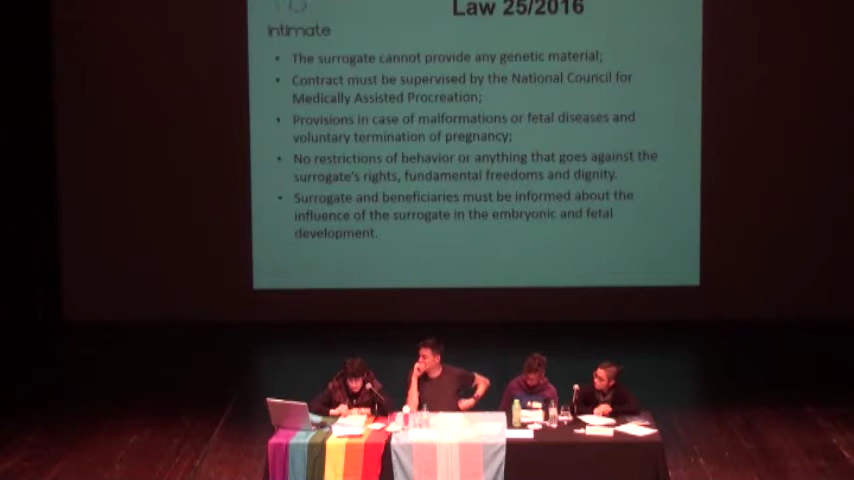 Law 25/2016
intimate
• The surrogate cannot provide any genetic material;
• Contract must be supervised by the National Council for
Medically Assisted Procreation;
• Provisions in case of malformations or fetal diseases and
voluntary termination of pregnancy;
• No restrictions of behavior or anything that goes against the
surrogate's rights, fundamental freedoms and dignity.
• Surrogate and beneficiaries must be informed about the
influence of the surrogate in the embryonic and fetal
development.